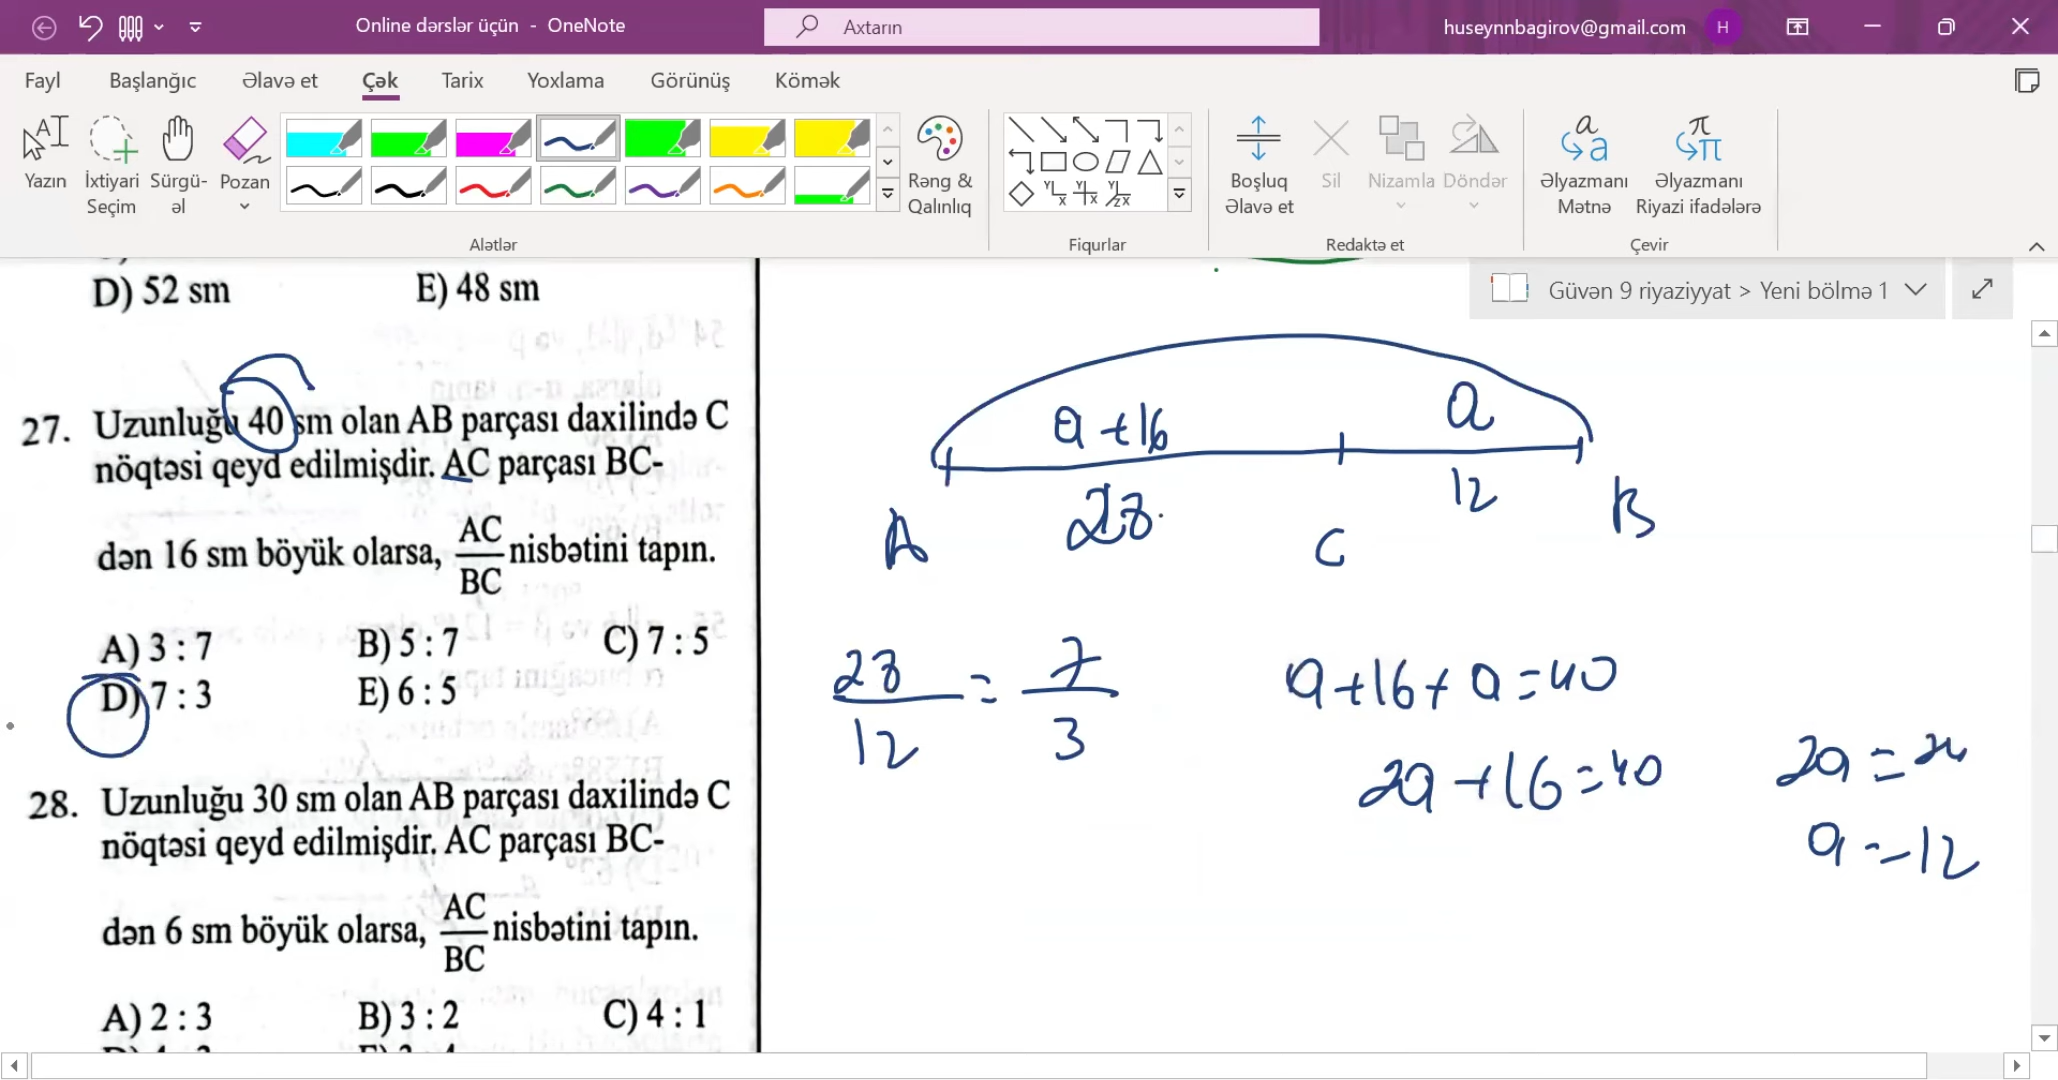 Online dərslər üçün - OneNote
Axtarın
huseynnbagirov@gmail.com
H
Fayl Başlanğıc Əlavə et Çək Tarix Yoxlama Görünüş Kömək
Yazın
İxtiyari Seçim
Sürgü-əl
Pozan
Rəng & Qalınlıq
Boşluq Əlavə et
Sil
Nizamla
Döndər
Əlyazmanı Mətnə
Əlyazmanı Riyazi ifadələrə
Alətlər
Fiqurlar
Redaktə et
Çevir
Güvən 9 riyaziyyat > Yeni bölmə 1
D) 52 sm E) 48 sm
27. Uzunluğu 40 sm olan AB parçası daxilində C
nöqtəsi qeyd edilmişdir. AC parçası BC-
dən 16 sm böyük olarsa, AC/BC nisbətini tapın.
A) 3 : 7 B) 5 : 7 C) 7 : 5
D) 7 : 3 E) 6 : 5
28. Uzunluğu 30 sm olan AB parçası daxilində C
nöqtəsi qeyd edilmişdir. AC parçası BC-
dən 6 sm böyük olarsa, AC/BC nisbətini tapın.
A) 2 : 3 B) 3 : 2 C) 4 : 1
a+16 a
28 12
A C B
28/12 = 7/3
a+16+a=40
2a+16=40
2a=24
a=12